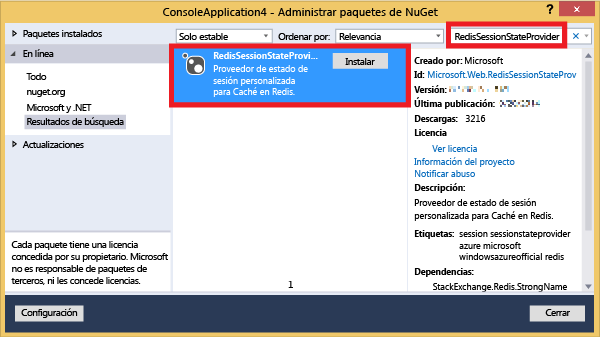 ConsoleApplication4 - Administrar paquetes de NuGet
Paquetes instalados
En línea
Todo
nuget.org
Microsoft y .NET
Resultados de búsqueda
Actualizaciones
Cada paquete tiene una licencia
concedida por su propietario. Microsoft
no es responsable de paquetes de
terceros, ni les concede licencias.
Solo estable
Ordenar por: Relevancia
RedisSessionStateProvi...
Instalar
Proveedor de estado de
sesión personalizada
para Caché en Redis.
1
RedisSessionStateProvider
Creado por: Microsoft
Id: Microsoft.Web.RedisSessionStateProv
Versión:
Última publicación:
Descargas: 3216
Licencia
Ver licencia
Información del proyecto
Notificar abuso
Descripción:
Proveedor de estado de sesión
personalizada para Caché en Redis.
Etiquetas: session sessionstateprovider
azure microsoft
windowsazureofficial redis
Dependencias:
StackExchange.Redis.StrongName
Configuración
Cerrar